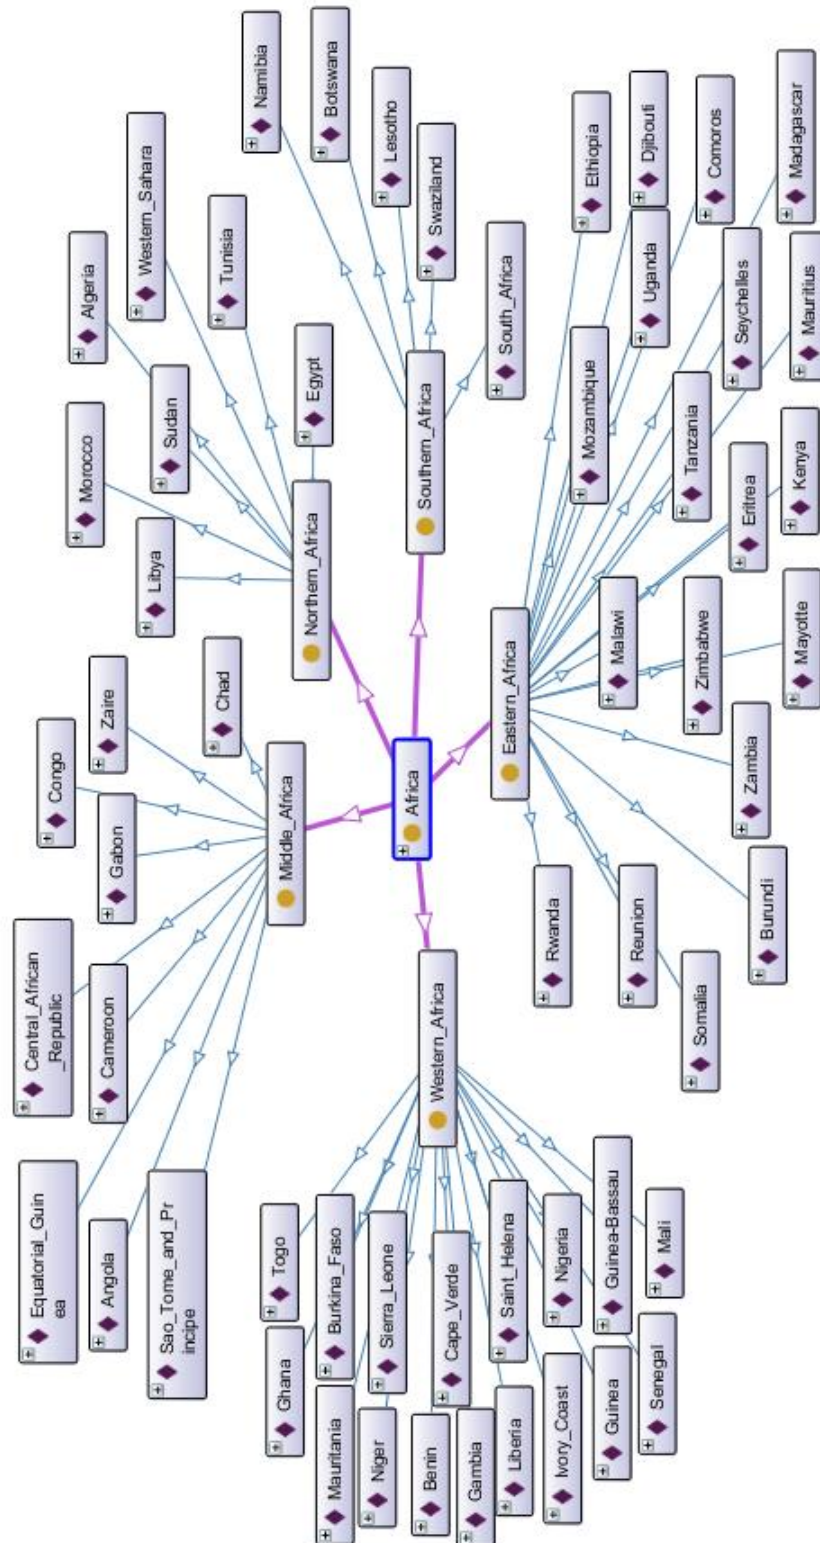 Namibia
Botswana
Lesotho
Swaziland
South_Africa
Southern_Africa
Western_Sahara
Algeria
Tunisia
Sudan
Egypt
Morocco
Libya
Northern_Africa
Ethiopia
Djibouti
Uganda
Comoros
Madagascar
Mozambique
Seychelles
Mauritius
Tanzania
Eritrea
Kenya
Malawi
Zimbabwe
Mayotte
Zambia
Burundi
Rwanda
Reunion
Somalia
Eastern_Africa
Africa
Chad
Zaire
Congo
Gabon
Middle_Africa
Central_African
_Republic
Cameroon
Equatorial_Guin
ea
Angola
Sao_Tome_and_Pr
incipe
Western_Africa
Togo
Ghana
Burkina_Faso
Mauritania
Sierra_Leone
Niger
Benin
Cape_Verde
Gambia
Liberia
Saint_Helena
Ivory_Coast
Nigeria
Guinea
Guinea-Bassau
Senegal
Mali